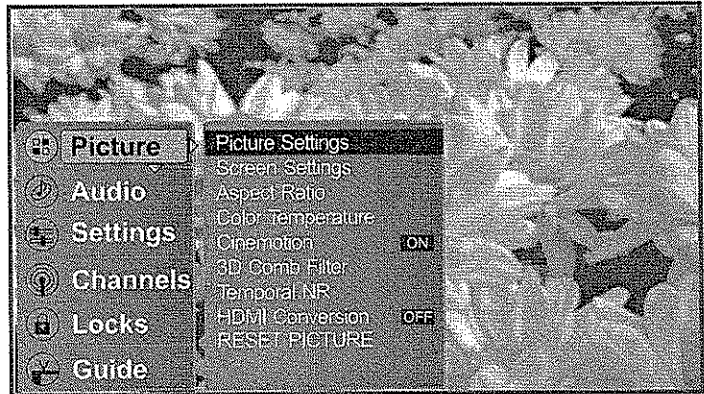 Picture
Audio
Settings
Channels
Locks
Guide
Picture Settings
Screen Settings
Aspect Ratio
Color Temperature
Cinemotion ON
3D Comb Filter
Temporal NR
HDMI Conversion OFF
RESET PICTURE